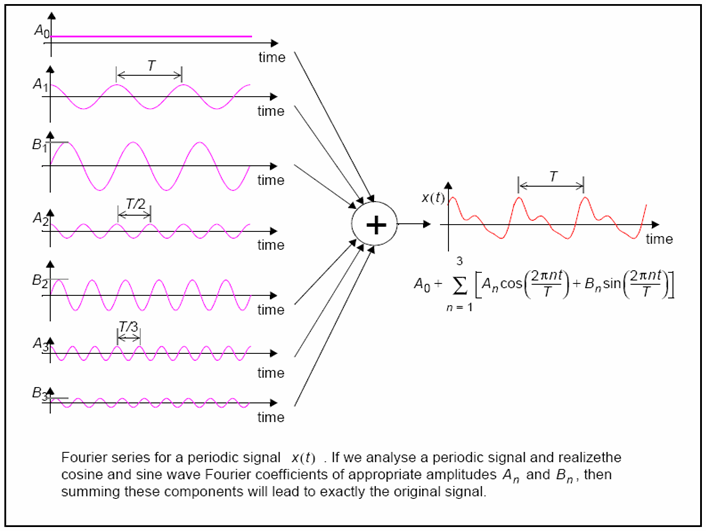 A0
time
A1
T
time
B1
time
A2
T/2
time
B2
time
A3
T/3
time
B3
time
+
x(t)
T
time
A0 + 3 ∑ n = 1 [An cos(2πnt/T) + Bn sin(2πnt/T)]
Fourier series for a periodic signal x(t) . If we analyse a periodic signal and realizethe
cosine and sine wave Fourier coefficients of appropriate amplitudes An and Bn, then
summing these components will lead to exactly the original signal.